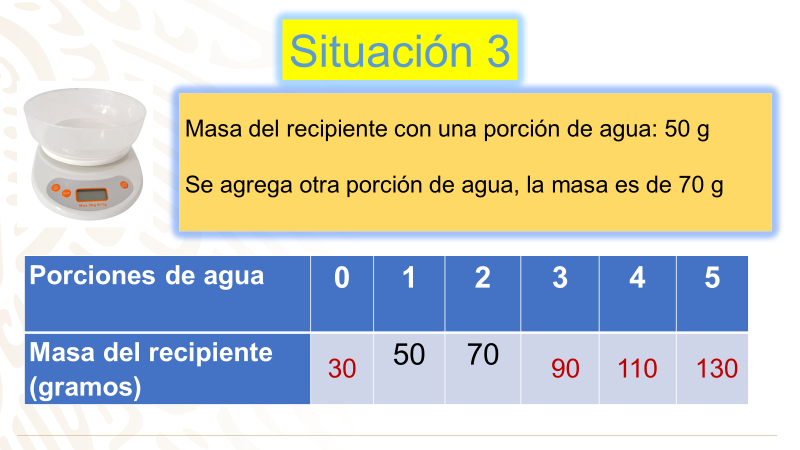 Situación 3
Masa del recipiente con una porción de agua: 50 g
Se agrega otra porción de agua, la masa es de 70 g
Porciones de agua 0 1 2 3 4 5
Masa del recipiente
(gramos) 30 50 70 90 110 130